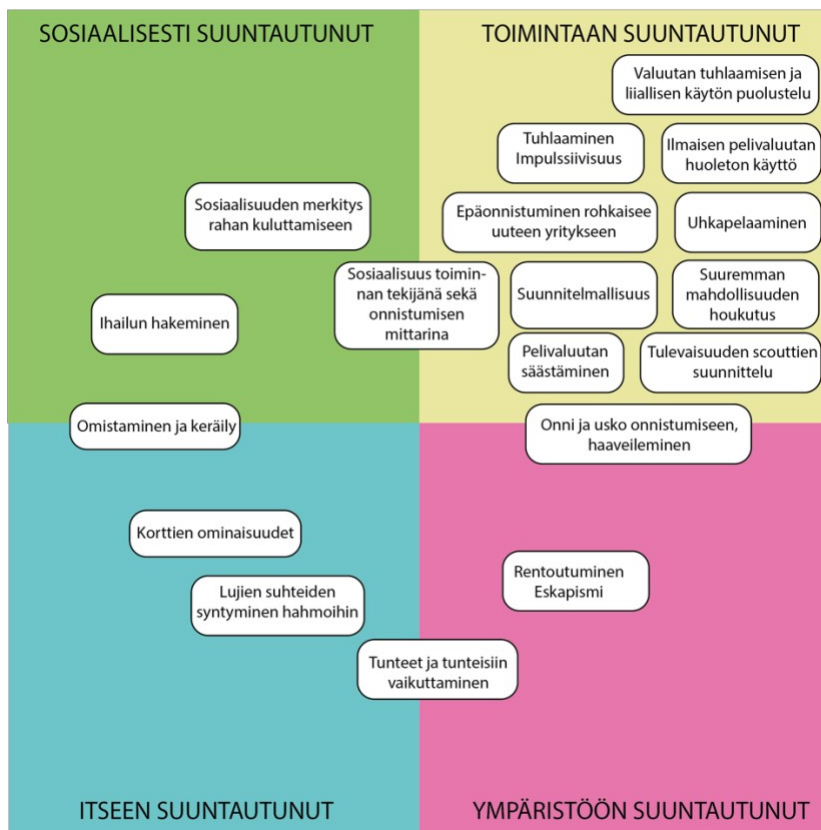 SOSIAALISESTI SUUNTAUTUNUT
TOIMINTAAN SUUNTAUTUNUT
Valuutan tuhlaamisen ja
liiallisen käytön puolustelu
Tuhlaaminen
Impulssiivisuus
Ilmaisen pelivaluutan
huoleton käyttö
Sosiaalisuuden merkitys
rahan kuluttamiseen
Epäonnistuminen rohkaisee
uuteen yritykseen
Uhkapelaaminen
Sosiaalisuus toimin-
nan tekijänä sekä
onnistumisen
mittarina
Suunnitelmallisuus
Suuremman
mahdollisuuden
houkutus
Ihailun hakeminen
Pelivaluutan
säästäminen
Tulevaisuuden scouttien
suunnittelu
Omistaminen ja keräily
Onni ja usko onnistumiseen,
haaveileminen
Korttien ominaisuudet
Rentoutuminen
Eskapismi
Lujien suhteiden
syntyminen hahmoihin
Tunteet ja tunteisiin
vaikuttaminen
ITSEEN SUUNTAUTUNUT
YMPÄRISTÖÖN SUUNTAUTUNUT